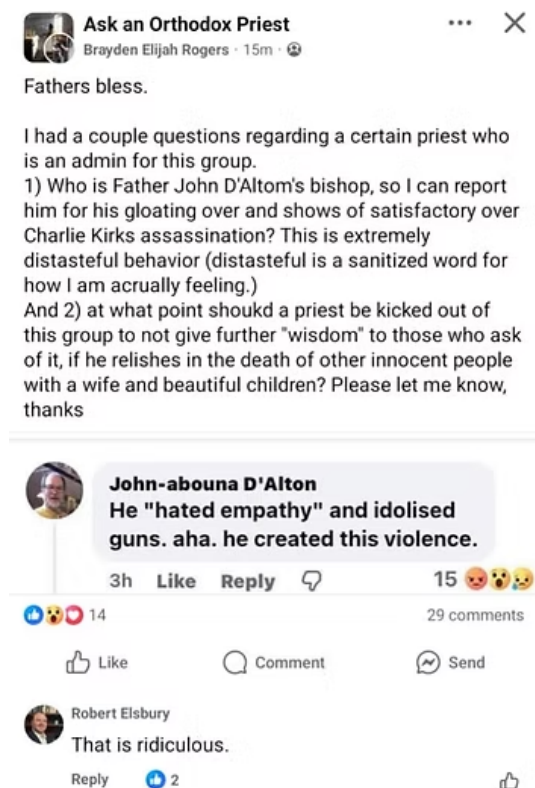 Ask an Orthodox Priest
Brayden Elijah Rogers · 15m ·
Fathers bless.
I had a couple questions regarding a certain priest who
is an admin for this group.
1) Who is Father John D'Altom's bishop, so I can report
him for his gloating over and shows of satisfactory over
Charlie Kirks assassination? This is extremely
distasteful behavior (distasteful is a sanitized word for
how I am acrually feeling.)
And 2) at what point shoukd a priest be kicked out of
this group to not give further "wisdom" to those who ask
of it, if he relishes in the death of other innocent people
with a wife and beautiful children? Please let me know,
thanks
John-abouna D'Alton
He "hated empathy" and idolised
guns. aha. he created this violence.
3h Like Reply 15
14 29 comments
Like Comment Send
Robert Elsbury
That is ridiculous.
Reply 2